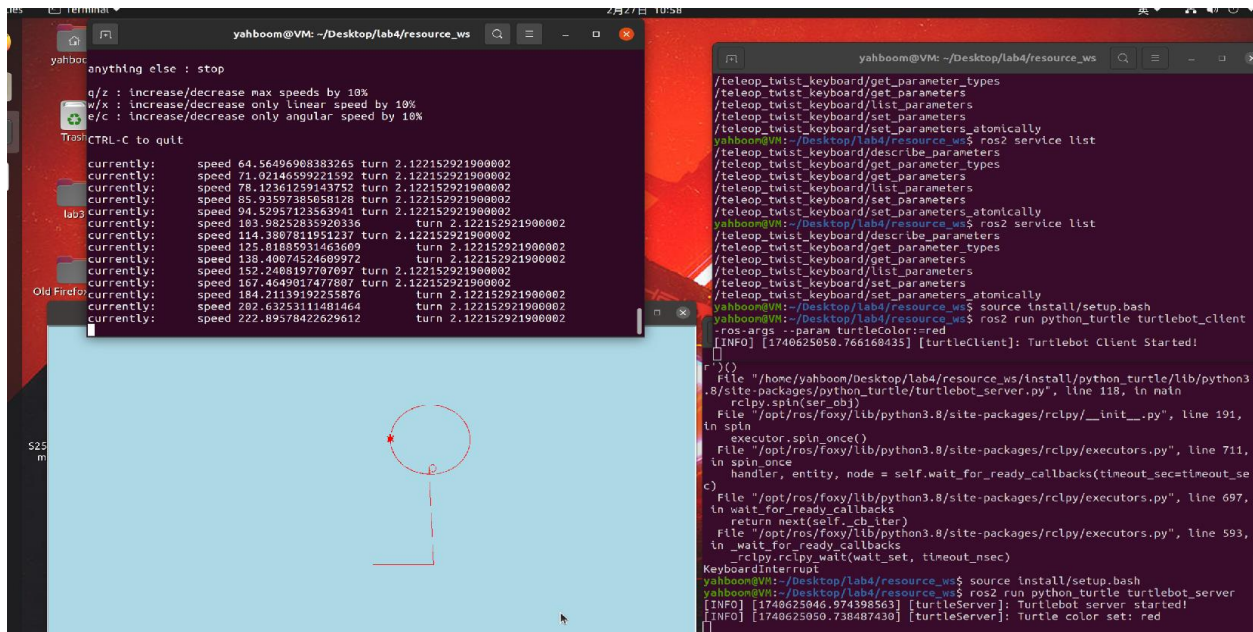 Terminal
2月27日 10:58
英
yahboom@VM: ~/Desktop/lab4/resource_ws
anything else : stop
q/z : increase/decrease max speeds by 10%
w/x : increase/decrease only linear speed by 10%
e/c : increase/decrease only angular speed by 10%
CTRL-C to quit
currently: speed 64.56496908383265 turn 2.122152921900002
currently: speed 71.02146599221592 turn 2.122152921900002
currently: speed 78.12361259143752 turn 2.122152921900002
currently: speed 85.93597385058128 turn 2.122152921900002
currently: speed 94.52957123563941 turn 2.122152921900002
currently: speed 103.98252835920336 turn 2.122152921900002
currently: speed 114.3807811951237 turn 2.122152921900002
currently: speed 125.81885931463609 turn 2.122152921900002
currently: speed 138.40074524609972 turn 2.122152921900002
currently: speed 152.2408197707097 turn 2.122152921900002
currently: speed 167.4649017477807 turn 2.122152921900002
currently: speed 184.21139192255876 turn 2.122152921900002
currently: speed 202.63253111481464 turn 2.122152921900002
currently: speed 222.89578422629612 turn 2.122152921900002
Trash
lab3
Old Firefox
S25
yahboom@VM: ~/Desktop/lab4/resource_ws
/teleop_twist_keyboard/get_parameter_types
/teleop_twist_keyboard/get_parameters
/teleop_twist_keyboard/list_parameters
/teleop_twist_keyboard/set_parameters
/teleop_twist_keyboard/set_parameters_atomically
yahboom@VM:~/Desktop/lab4/resource_ws$ ros2 service list
/teleop_twist_keyboard/describe_parameters
/teleop_twist_keyboard/get_parameter_types
/teleop_twist_keyboard/get_parameters
/teleop_twist_keyboard/list_parameters
/teleop_twist_keyboard/set_parameters
/teleop_twist_keyboard/set_parameters_atomically
yahboom@VM:~/Desktop/lab4/resource_ws$ ros2 service list
/teleop_twist_keyboard/describe_parameters
/teleop_twist_keyboard/get_parameter_types
/teleop_twist_keyboard/get_parameters
/teleop_twist_keyboard/list_parameters
/teleop_twist_keyboard/set_parameters
/teleop_twist_keyboard/set_parameters_atomically
yahboom@VM:~/Desktop/lab4/resource_ws$ source install/setup.bash
yahboom@VM:~/Desktop/lab4/resource_ws$ ros2 run python_turtle turtlebot_client
-ros-args --param turtleColor:=red
[INFO] [1740625050.766160435] [turtleClient]: Turtlebot Client Started!
r')()
File "/home/yahboom/Desktop/lab4/resource_ws/install/python_turtle/lib/python3
.8/site-packages/python_turtle/turtlebot_server.py", line 118, in main
rclpy.spin(ser_obj)
File "/opt/ros/foxy/lib/python3.8/site-packages/rclpy/__init__.py", line 191,
in spin
executor.spin_once()
File "/opt/ros/foxy/lib/python3.8/site-packages/rclpy/executors.py", line 711,
in spin_once
handler, entity, node = self.wait_for_ready_callbacks(timeout_sec=timeout_se
c)
File "/opt/ros/foxy/lib/python3.8/site-packages/rclpy/executors.py", line 697,
in wait_for_ready_callbacks
return next(self._cb_iter)
File "/opt/ros/foxy/lib/python3.8/site-packages/rclpy/executors.py", line 593,
in _wait_for_ready_callbacks
_rclpy.rclpy_wait(wait_set, timeout_nsec)
KeyboardInterrupt
yahboom@VM:~/Desktop/lab4/resource_ws$ source install/setup.bash
yahboom@VM:~/Desktop/lab4/resource_ws$ ros2 run python_turtle turtlebot_server
[INFO] [1740625046.974398563] [turtleServer]: Turtlebot server started!
[INFO] [1740625050.738487430] [turtleServer]: Turtle color set: red